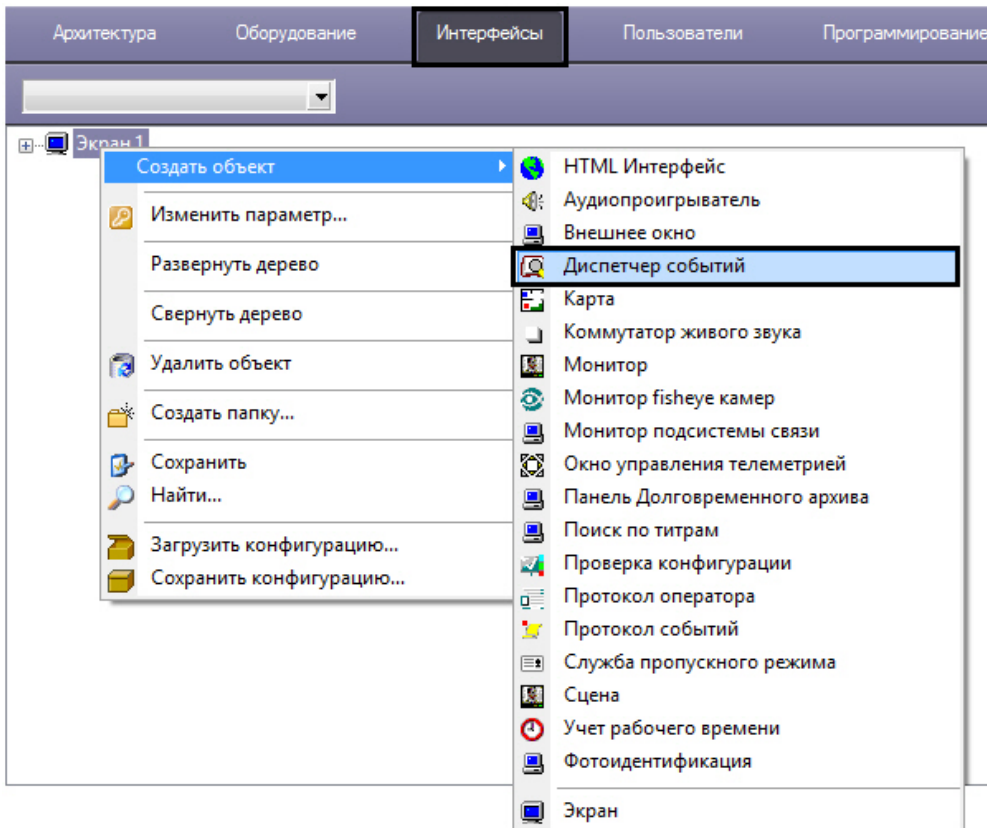 Архитектура Оборудование Интерфейсы Пользователи Программирование
Экран 1
Создать объект
Изменить параметр...
Развернуть дерево
Свернуть дерево
Удалить объект
Создать папку...
Сохранить
Найти...
Загрузить конфигурацию...
Сохранить конфигурацию...
HTML Интерфейс
Аудиопроигрыватель
Внешнее окно
Диспетчер событий
Карта
Коммутатор живого звука
Монитор
Монитор fisheye камер
Монитор подсистемы связи
Окно управления телеметрией
Панель Долговременного архива
Поиск по титрам
Проверка конфигурации
Протокол оператора
Протокол событий
Служба пропускного режима
Сцена
Учет рабочего времени
Фотоидентификация
Экран